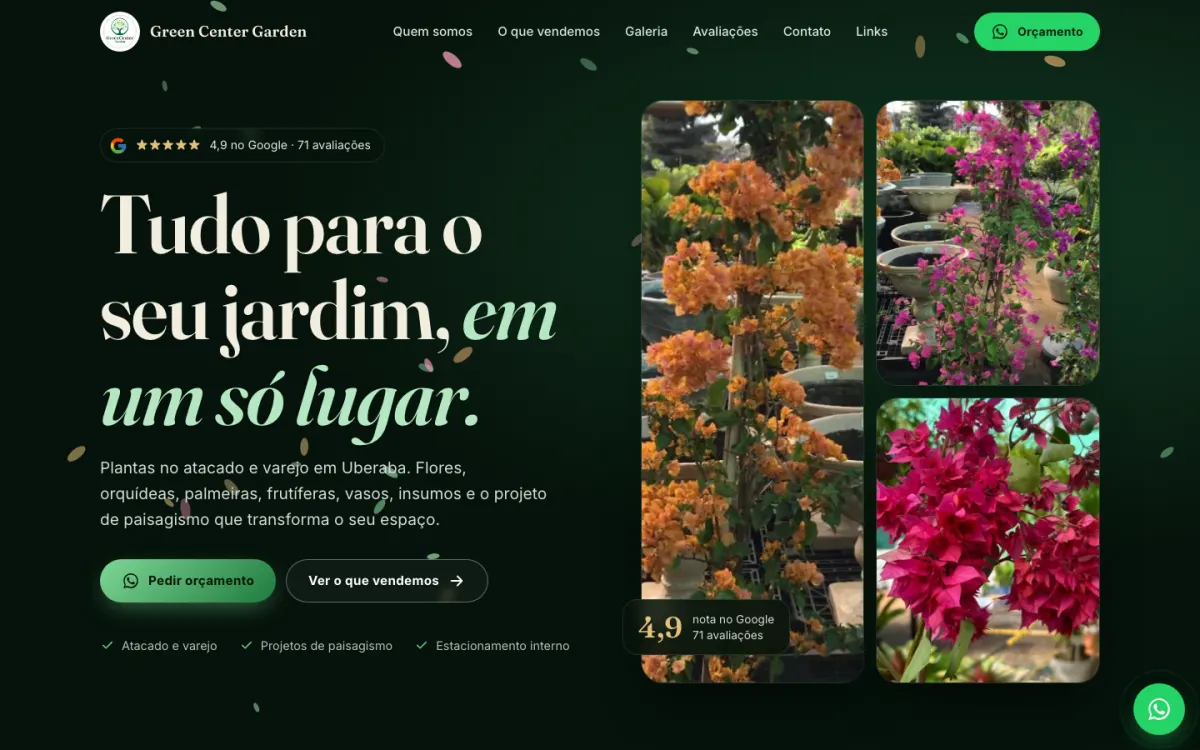 Green Center Garden
Quem somos
O que vendemos
Galeria
Avaliações
Contato
Links
Orçamento
4,9 no Google · 71 avaliações
Tudo para o
seu jardim, em
um só lugar.
Plantas no atacado e varejo em Uberaba. Flores,
orquídeas, palmeiras, frutíferas, vasos, insumos e o projeto
de paisagismo que transforma o seu espaço.
Pedir orçamento
Ver o que vendemos
Atacado e varejo
Projetos de paisagismo
Estacionamento interno
4,9
nota no Google
71 avaliações